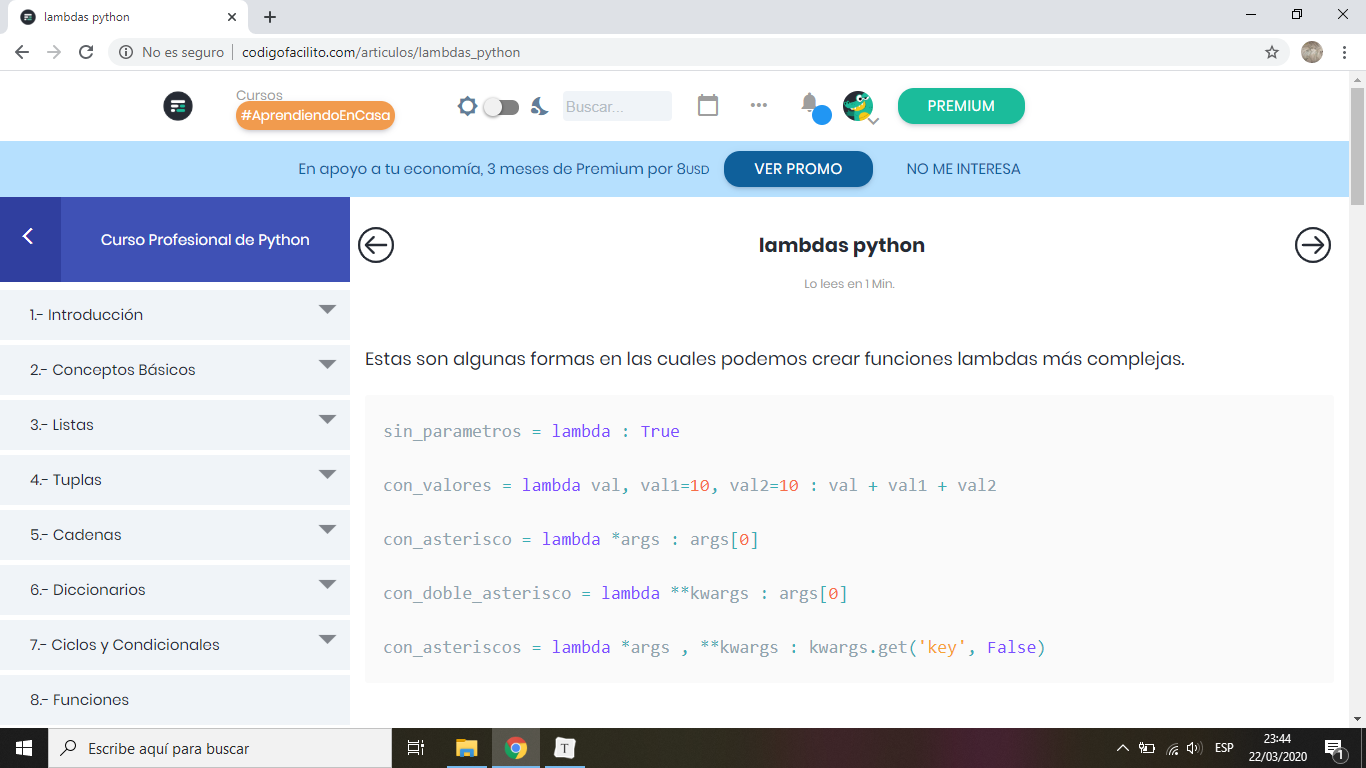 lambdas python
No es seguro
codigofacilito.com/articulos/lambdas_python
Cursos
#AprendiendoEnCasa
Buscar...
PREMIUM
En apoyo a tu economía, 3 meses de Premium por 8USD
VER PROMO
NO ME INTERESA
Curso Profesional de Python
1.- Introducción
2.- Conceptos Básicos
3.- Listas
4.- Tuplas
5.- Cadenas
6.- Diccionarios
7.- Ciclos y Condicionales
8.- Funciones
lambdas python
Lo lees en 1 Min.
Estas son algunas formas en las cuales podemos crear funciones lambdas más complejas.
sin_parametros = lambda : True
con_valores = lambda val, val1=10, val2=10 : val + val1 + val2
con_asterisco = lambda *args : args[0]
con_doble_asterisco = lambda **kwargs : args[0]
con_asteriscos = lambda *args , **kwargs : kwargs.get('key', False)
Escribe aquí para buscar
T
ESP
23:44
22/03/2020
1